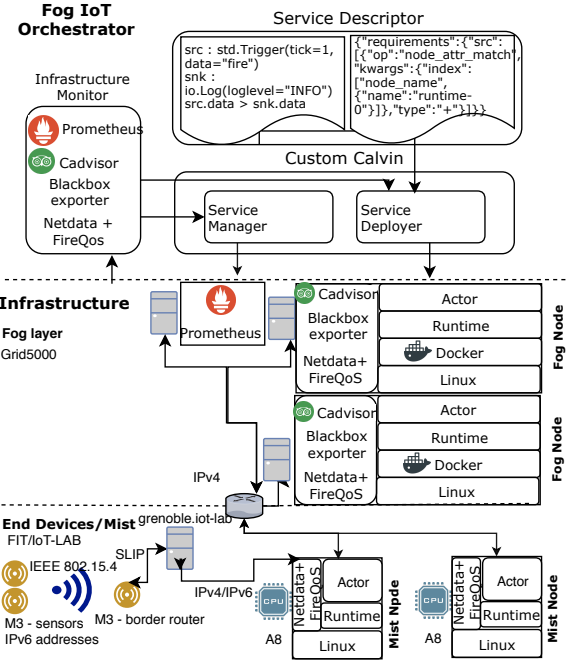 Fog IoT
Orchestrator
Service Descriptor
src : std.Trigger(tick=1,
data="fire")
snk :
io.Log(loglevel="INFO")
src.data > snk.data
{"requirements":{"src":
[{"op":"node_attr_match",
"kwargs":{"index":
["node_name",
{"name":"runtime-
0"}]},"type":"+"}]}}
Infrastructure
Monitor
Prometheus
Cadvisor
Blackbox
exporter
Netdata +
FireQos
Custom Calvin
Service
Manager
Service
Deployer
Infrastructure
Fog layer
Grid5000
Prometheus
Cadvisor
Blackbox
exporter
Netdata+
FireQoS
Actor
Runtime
Docker
Linux
Fog Node
Cadvisor
Blackbox
exporter
Netdata+
FireQoS
Actor
Runtime
Docker
Linux
Fog Node
IPv4
End Devices/Mist
grenoble.iot-lab
FIT/IoT-LAB
SLIP
IEEE 802.15.4
IPv4/IPv6
M3 - sensors
IPv6 addresses
M3 - border router
CPU
A8
Netdata+
FireQoS
Actor
Runtime
Linux
Mist Npde
CPU
A8
Netdata+
FireQoS
Actor
Runtime
Linux
Mist Node